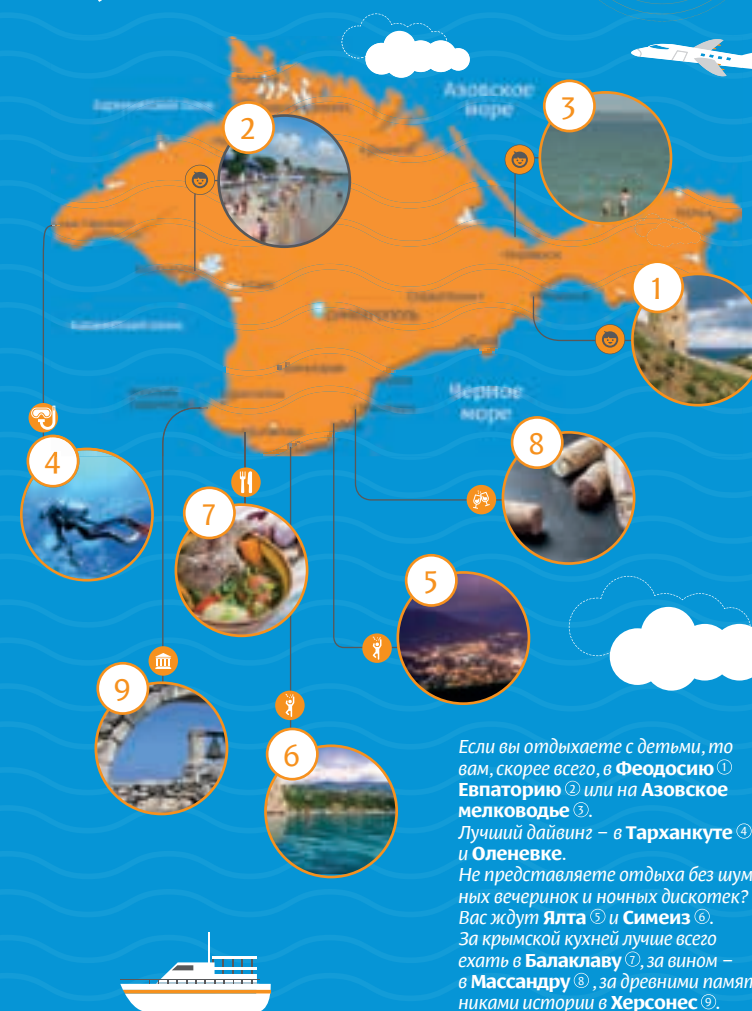 Азовское
море
2
3
1
Симферополь
Черное
море
4
8
7
5
9
6
Если вы отдыхаете с детьми, то
вам, скорее всего, в Феодосию ①
Евпаторию ② или на Азовское
мелководье ③.
Лучший дайвинг – в Тарханкуте ④
и Оленевке.
Не представляете отдыха без шум
ных вечеринок и ночных дискотек?
Вас ждут Ялта ⑤ и Симеиз ⑥.
За крымской кухней лучше всего
ехать в Балаклаву ⑦, за вином –
в Массандру ⑧, за древними памят
никами истории в Херсонес ⑨.